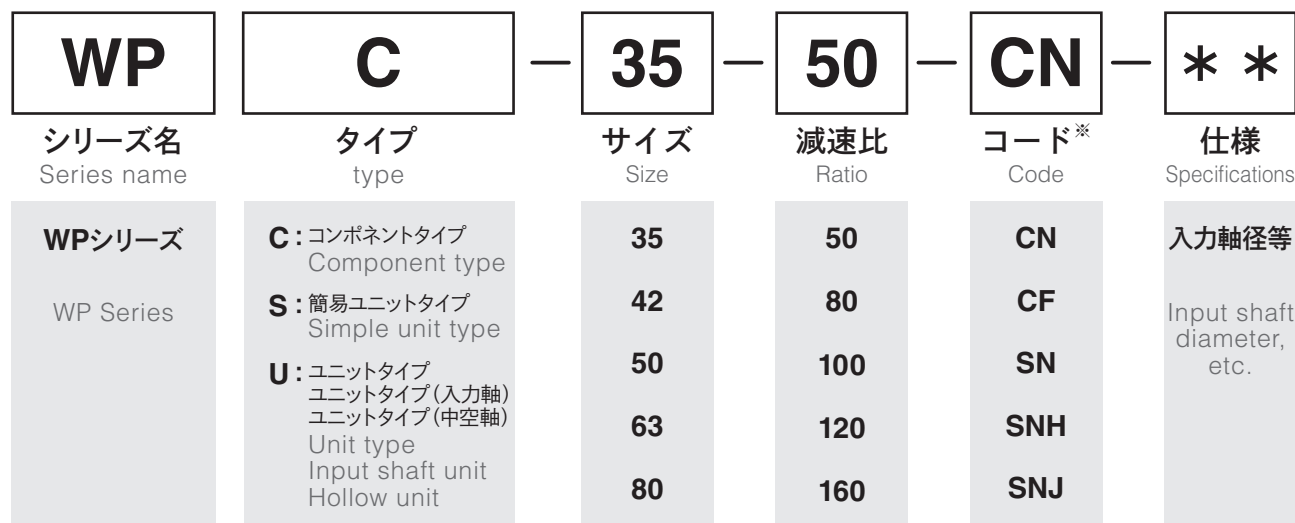 WP C — 35 — 50 — CN — ＊＊
シリーズ名 タイプ サイズ 減速比 コード※ 仕様
Series name type Size Ratio Code Specifications
WPシリーズ
WP Series
C：コンポネントタイプ
Component type
S：簡易ユニットタイプ
Simple unit type
U：ユニットタイプ
ユニットタイプ（入力軸）
ユニットタイプ（中空軸）
Unit type
Input shaft unit
Hollow unit
35
42
50
63
80
50
80
100
120
160
CN
CF
SN
SNH
SNJ
入力軸径等
Input shaft
diameter,
etc.